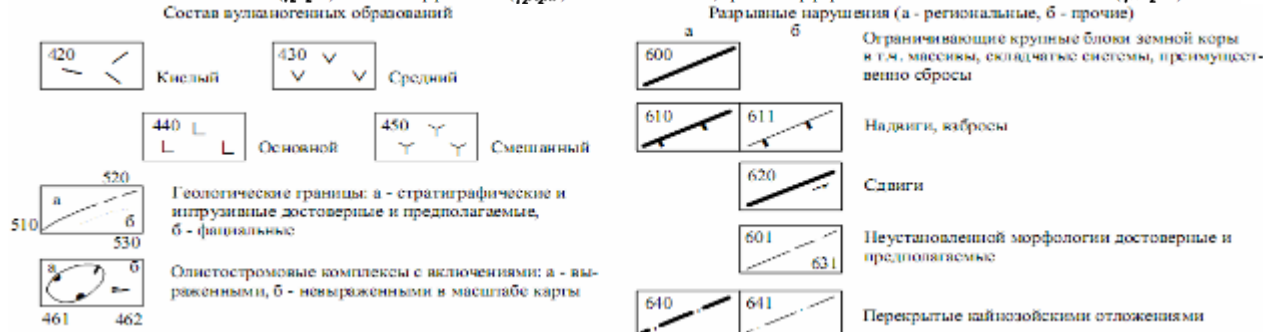 Состав вулканогенных образований
420
Кислый
430
Средний
440
Основной
450
Смешанный
520
а
б
510
530
Геологические границы: а - стратиграфические и
интрузивные достоверные и предполагаемые,
б - фациальные
а
б
461
462
Олистостромовые комплексы с включениями: а - вы-
раженными, б - невыраженными в масштабе карты
Разрывные нарушения (а - региональные, б - прочие)
а
б
600
Ограничивающие крупные блоки земной коры
в т.ч. массивы, складчатые системы, преимущест-
венно сбросы
610
611
Надвиги, взбросы
620
Сдвиги
601
631
Неустановленной морфологии достоверные и
предполагаемые
640
641
Перекрытые кайнозойскими отложениями